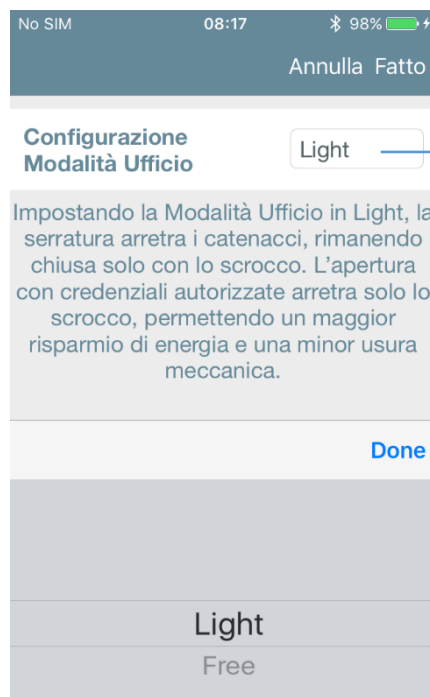 No SIM 08:17 98%
Annulla Fatto
Configurazione
Modalità Ufficio
Light
Impostando la Modalità Ufficio in Light, la
serratura arretra i catenacci, rimanendo
chiusa solo con lo scrocco. L'apertura
con credenziali autorizzate arretra solo lo
scrocco, permettendo un maggior
risparmio di energia e una minor usura
meccanica.
Done
Light
Free